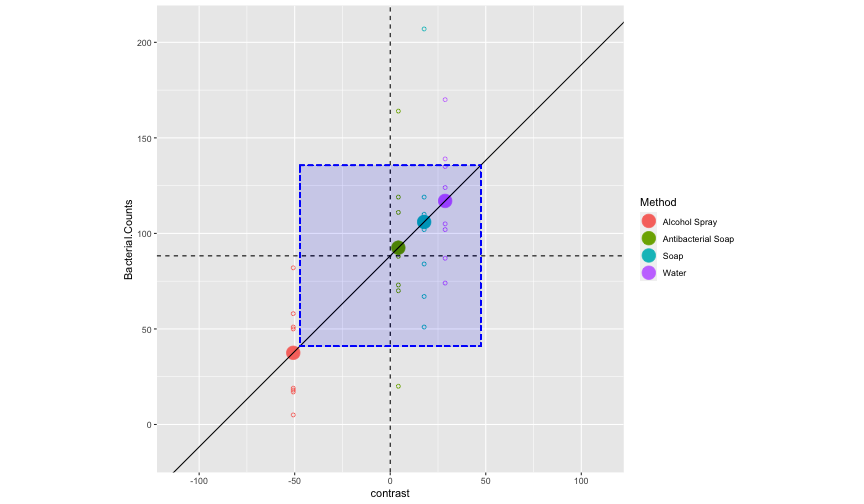 200
150
100
50
0
Bacterial.Counts
-100 -50 0 50 100
contrast
Method
Alcohol Spray
Antibacterial Soap
Soap
Water